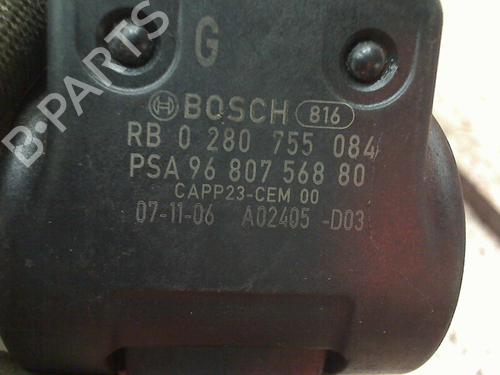 G
B-PARTS
BOSCH 816
RB 0 280 755 084
PSA 96 807 568 80
CAPP23-CEM 00
07-11-06 A02405 -D03